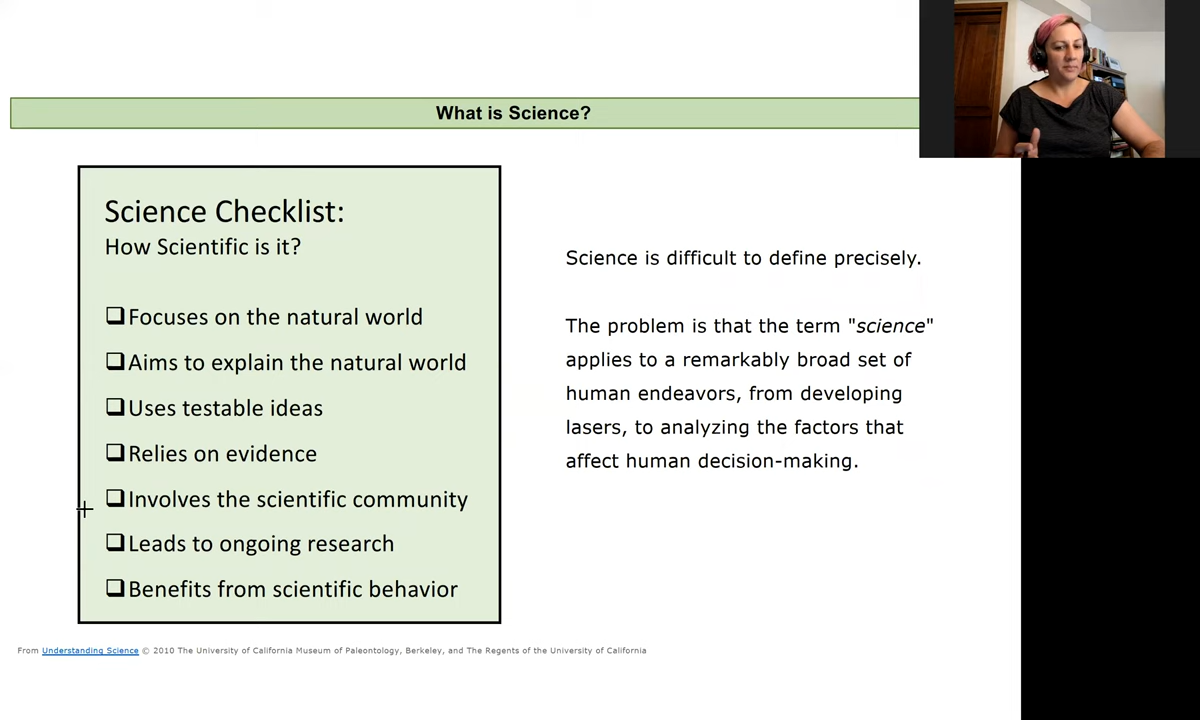 What is Science?
Science Checklist:
How Scientific is it?
❑Focuses on the natural world
❑Aims to explain the natural world
❑Uses testable ideas
❑Relies on evidence
❑Involves the scientific community
❑Leads to ongoing research
❑Benefits from scientific behavior
Science is difficult to define precisely.
The problem is that the term "science"
applies to a remarkably broad set of
human endeavors, from developing
lasers, to analyzing the factors that
affect human decision-making.
From Understanding Science © 2010 The University of California Museum of Paleontology, Berkeley, and The Regents of the University of California